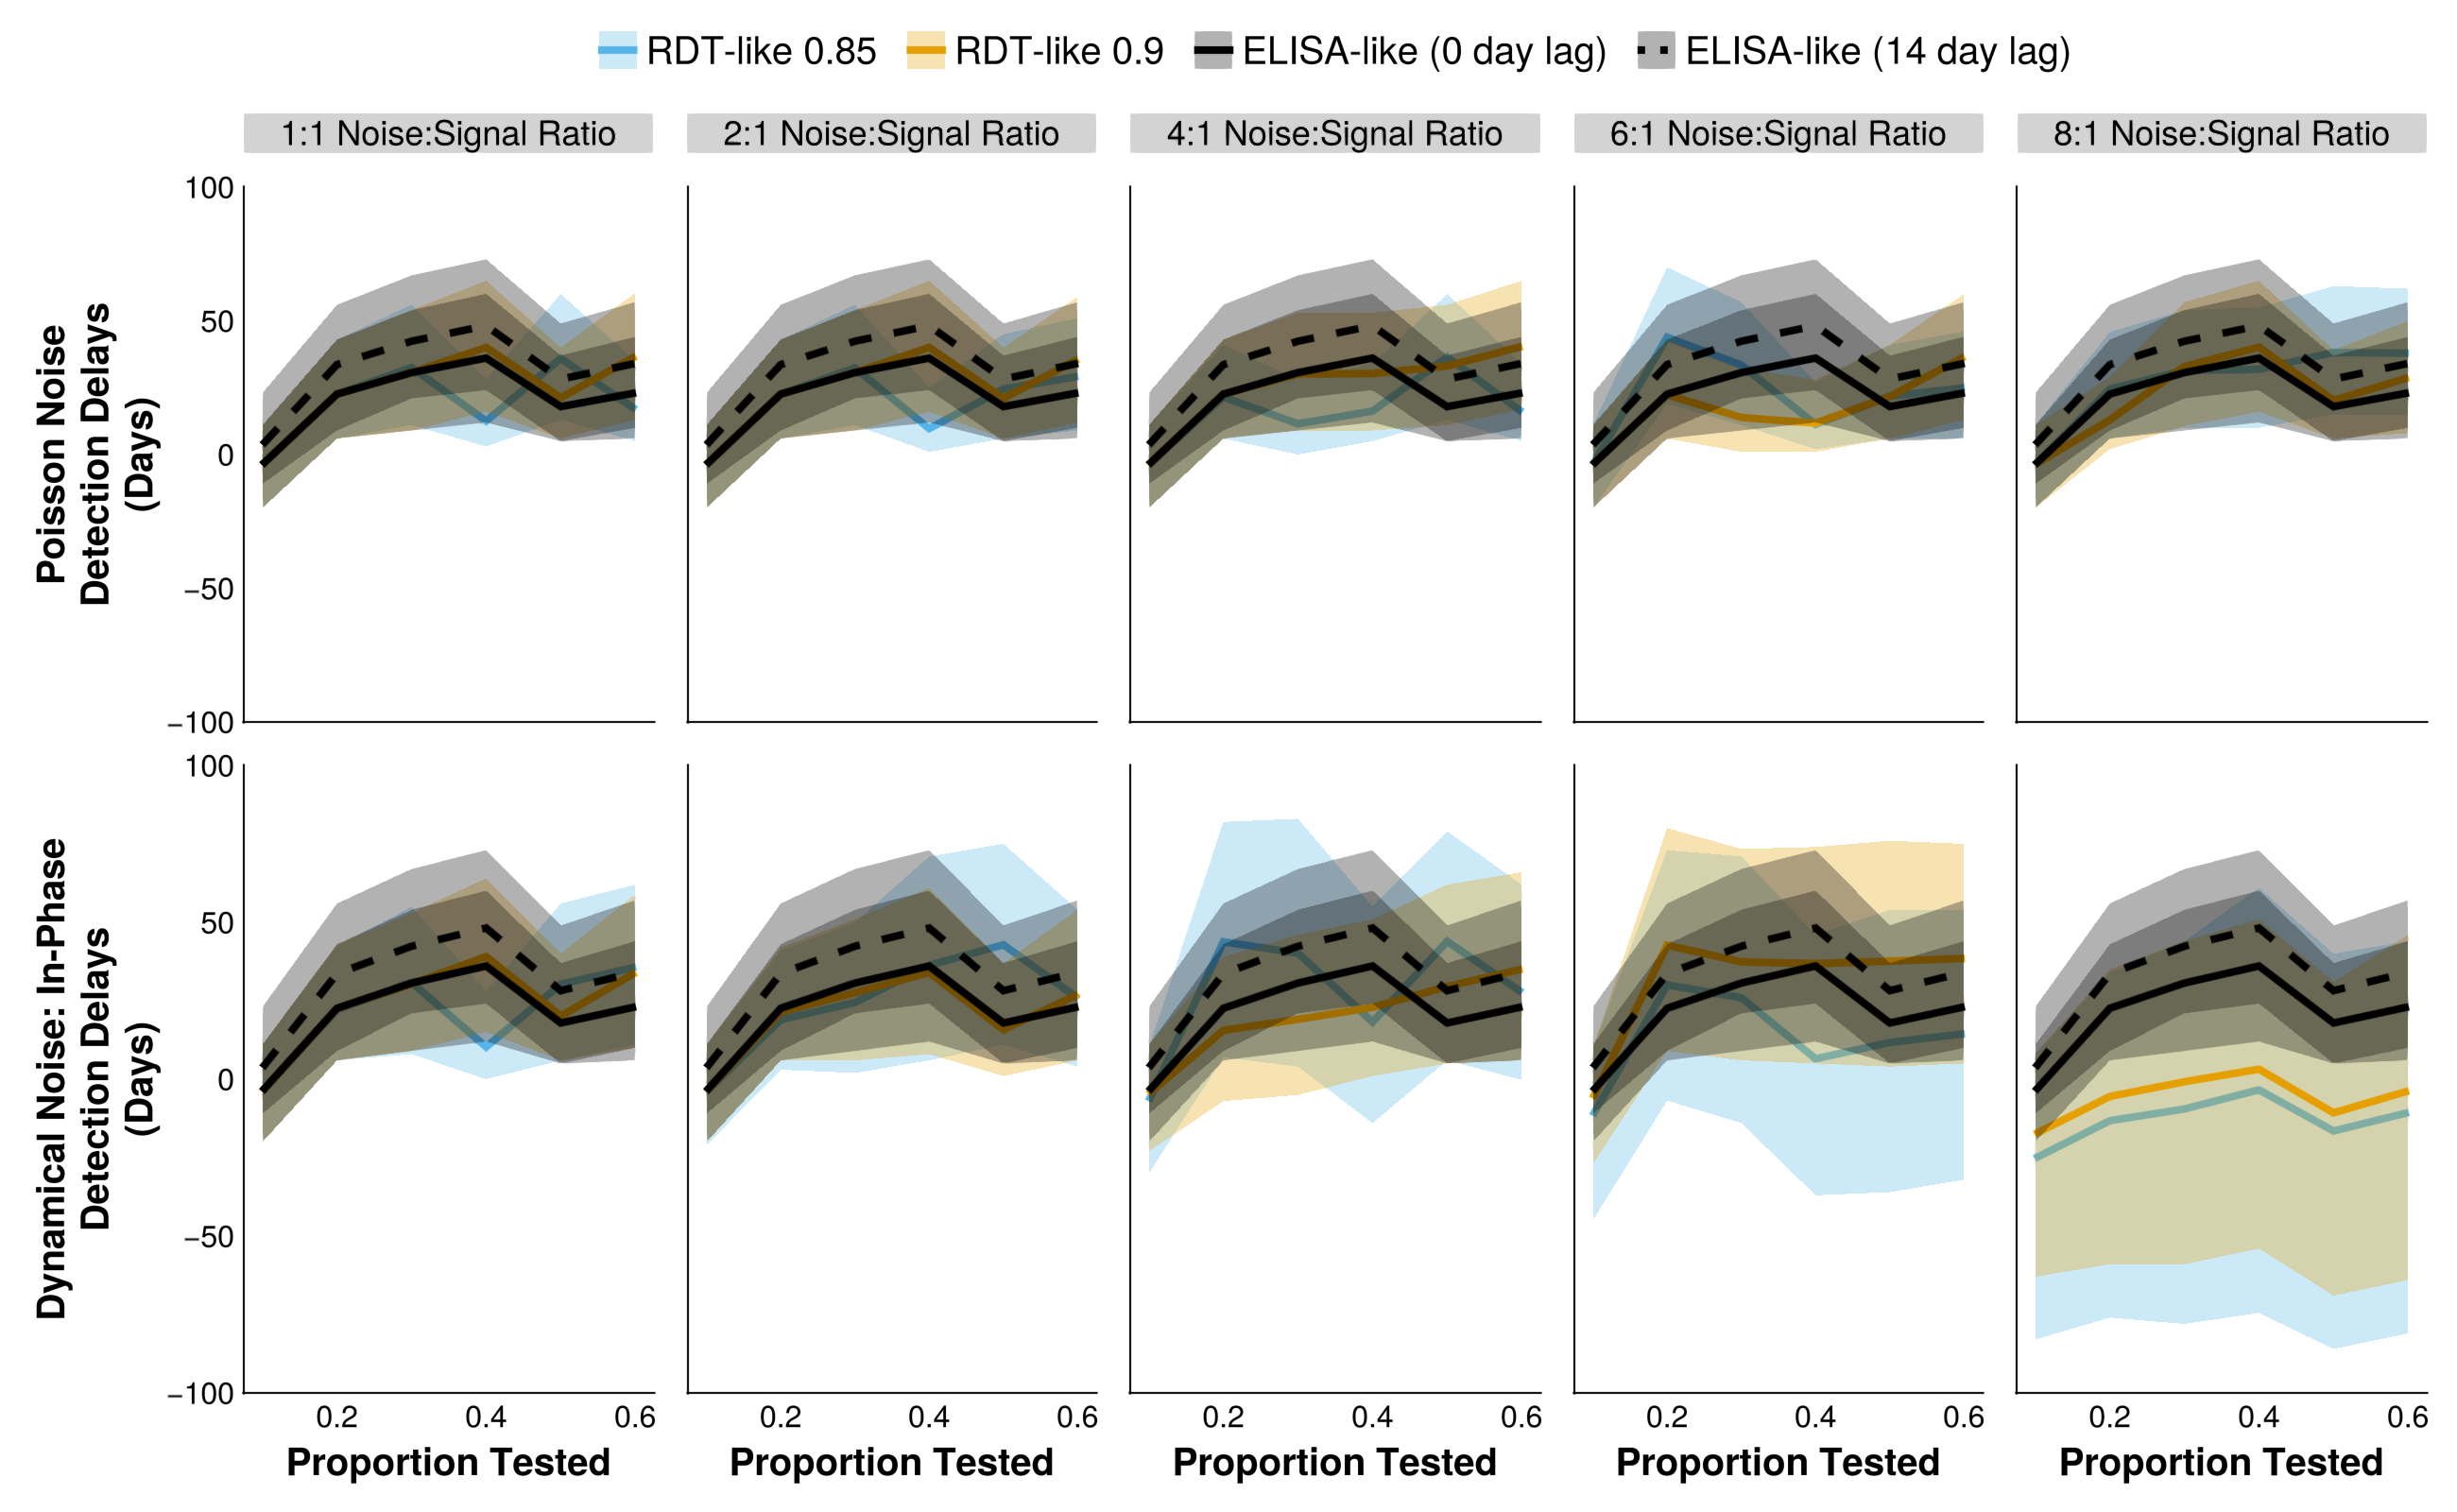 RDT-like 0.85 RDT-like 0.9 ELISA-like (0 day lag) ELISA-like (14 day lag)
1:1 Noise:Signal Ratio 2:1 Noise:Signal Ratio 4:1 Noise:Signal Ratio 6:1 Noise:Signal Ratio 8:1 Noise:Signal Ratio
Poisson Noise
Detection Delays
(Days)
100
50
0
−50
−100
Dynamical Noise: In-Phase
Detection Delays
(Days)
100
50
0
−50
−100
0.2 0.4 0.6 0.2 0.4 0.6 0.2 0.4 0.6 0.2 0.4 0.6 0.2 0.4 0.6
Proportion Tested Proportion Tested Proportion Tested Proportion Tested Proportion Tested